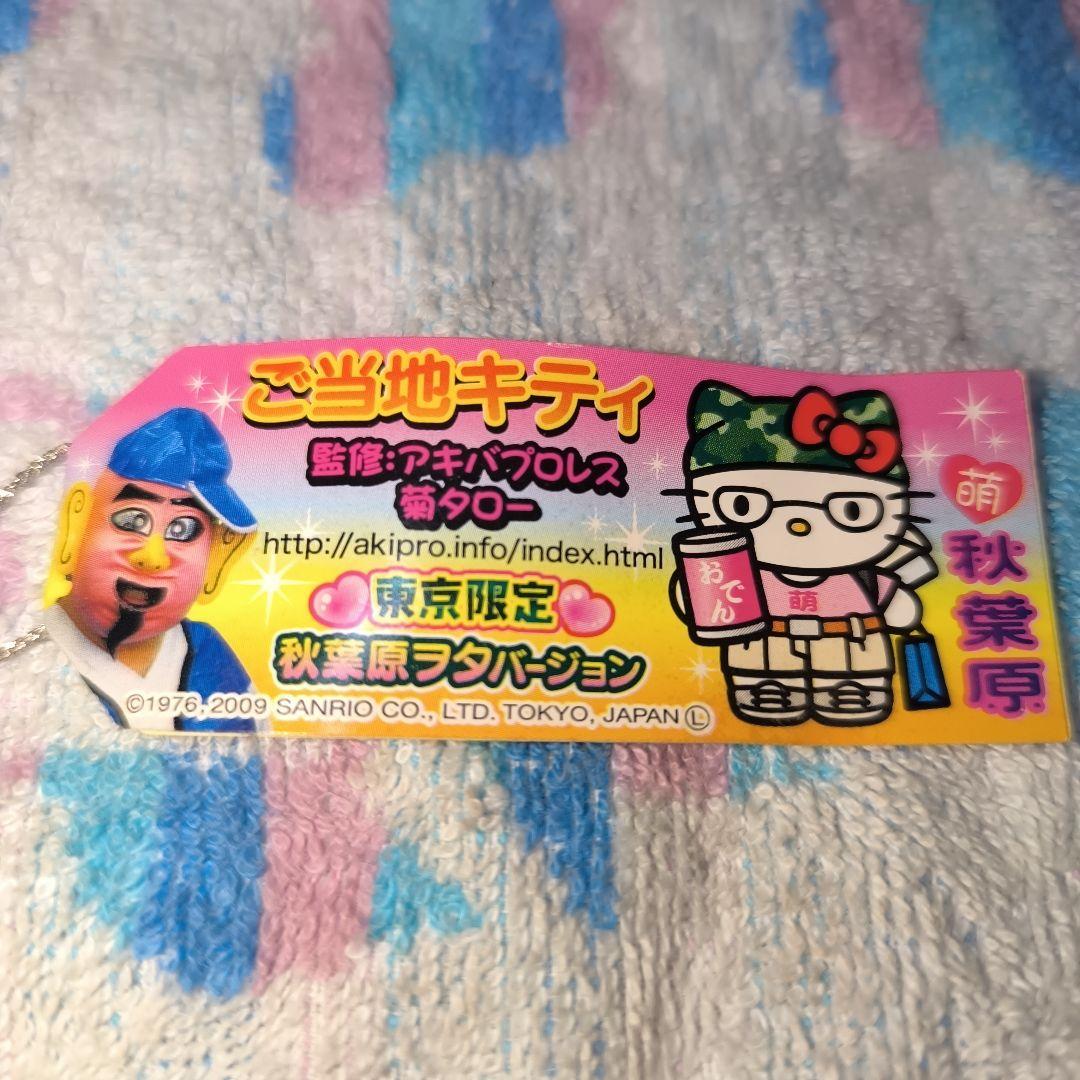 ご当地キティ
監修:アキバプロレス
菊タロー
http://akipro.info/index.html
東京限定
秋葉原ヲタバージョン
©1976, 2009 SANRIO CO., LTD. TOKYO, JAPAN Ⓛ
おでん
萌
萌
秋葉原